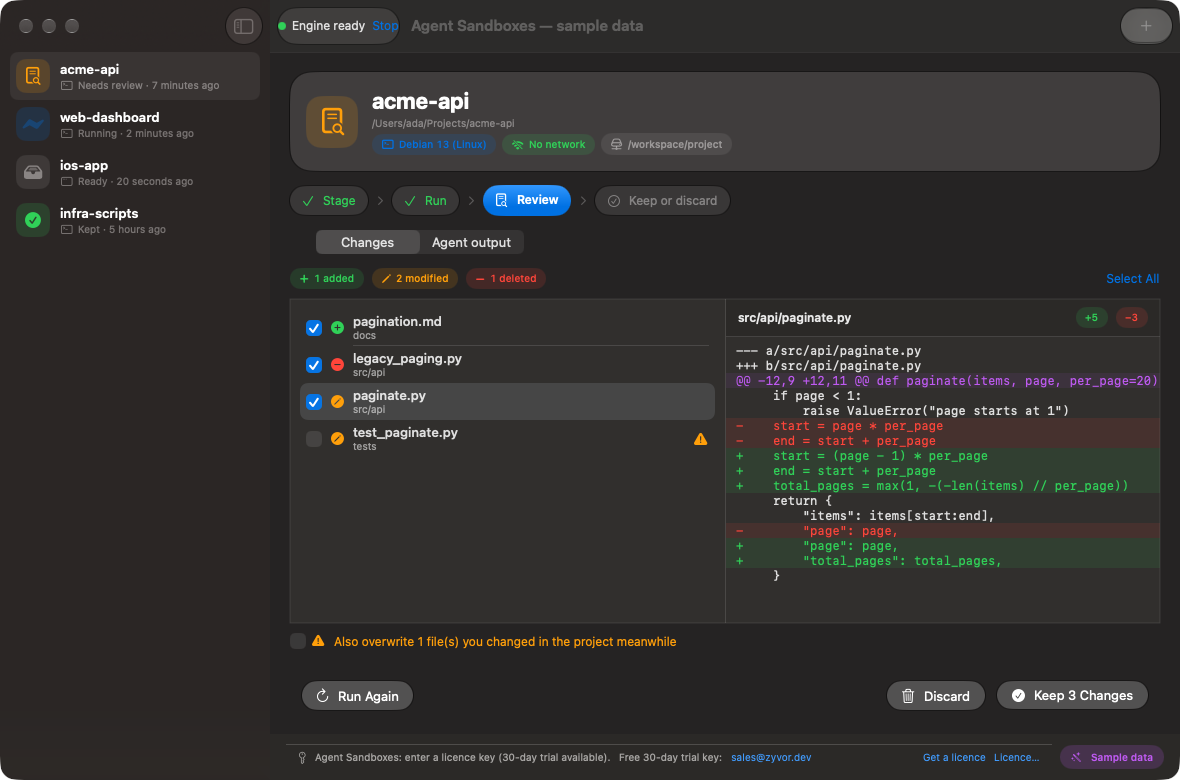 Engine ready Stop Agent Sandboxes — sample data
acme-api
Needs review · 7 minutes ago
web-dashboard
Running · 2 minutes ago
ios-app
Ready · 20 seconds ago
infra-scripts
Kept · 5 hours ago
acme-api
/Users/ada/Projects/acme-api
Debian 13 (Linux) No network /workspace/project
Stage Run Review Keep or discard
Changes Agent output
+ 1 added 2 modified − 1 deleted Select All
pagination.md
docs
legacy_paging.py
src/api
paginate.py
src/api
test_paginate.py
tests
src/api/paginate.py +5 −3
--- a/src/api/paginate.py
+++ b/src/api/paginate.py
@@ -12,9 +12,11 @@ def paginate(items, page, per_page=20)
    if page < 1:
        raise ValueError("page starts at 1")
-    start = page * per_page
-    end = start + per_page
+    start = (page - 1) * per_page
+    end = start + per_page
+    total_pages = max(1, -(-len(items) // per_page))
    return {
        "items": items[start:end],
-        "page": page,
+        "page": page,
+        "total_pages": total_pages,
    }
Also overwrite 1 file(s) you changed in the project meanwhile
Run Again Discard Keep 3 Changes
Agent Sandboxes: enter a licence key (30-day trial available). Free 30-day trial key: sales@zyvor.dev Get a licence Licence... Sample data